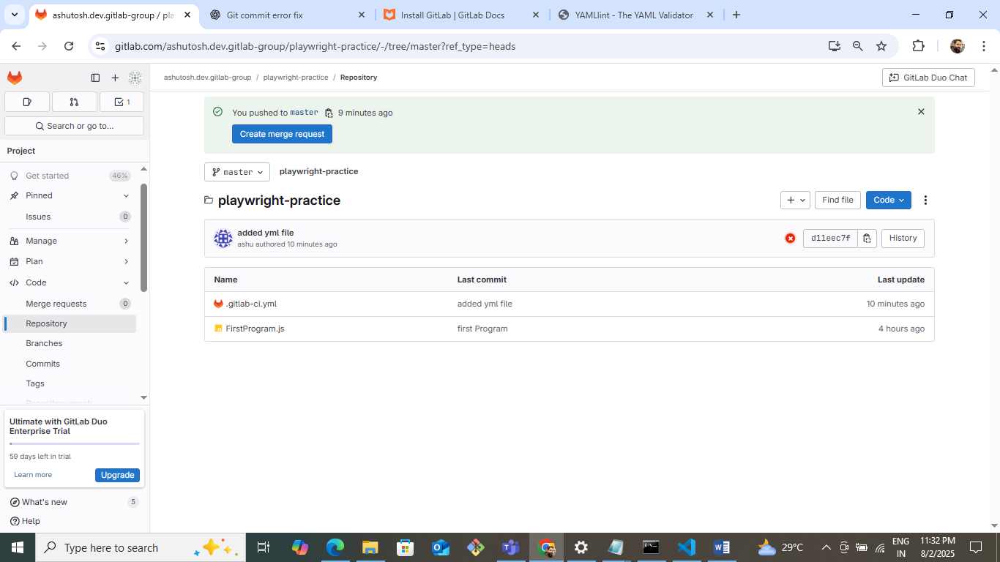 ashutosh.dev.gitlab-group / pla
Git commit error fix
Install GitLab | GitLab Docs
YAMLlint - The YAML Validator
gitlab.com/ashutosh.dev.gitlab-group/playwright-practice/-/tree/master?ref_type=heads
ashutosh.dev.gitlab-group / playwright-practice / Repository
GitLab Duo Chat
1
Search or go to...
Project
Get started 46%
Pinned
Issues 0
Manage
Plan
Code
Merge requests 0
Repository
Branches
Commits
Tags
Repository graph
Ultimate with GitLab Duo
Enterprise Trial
59 days left in trial
Learn more Upgrade
What's new 5
Help
You pushed to master 9 minutes ago
Create merge request
master playwright-practice
playwright-practice
Find file Code
added yml file
ashu authored 10 minutes ago
d11eec7f History
Name Last commit Last update
.gitlab-ci.yml added yml file 10 minutes ago
JS FirstProgram.js first Program 4 hours ago
Type here to search
29°C
ENG
IN
11:32 PM
8/2/2025